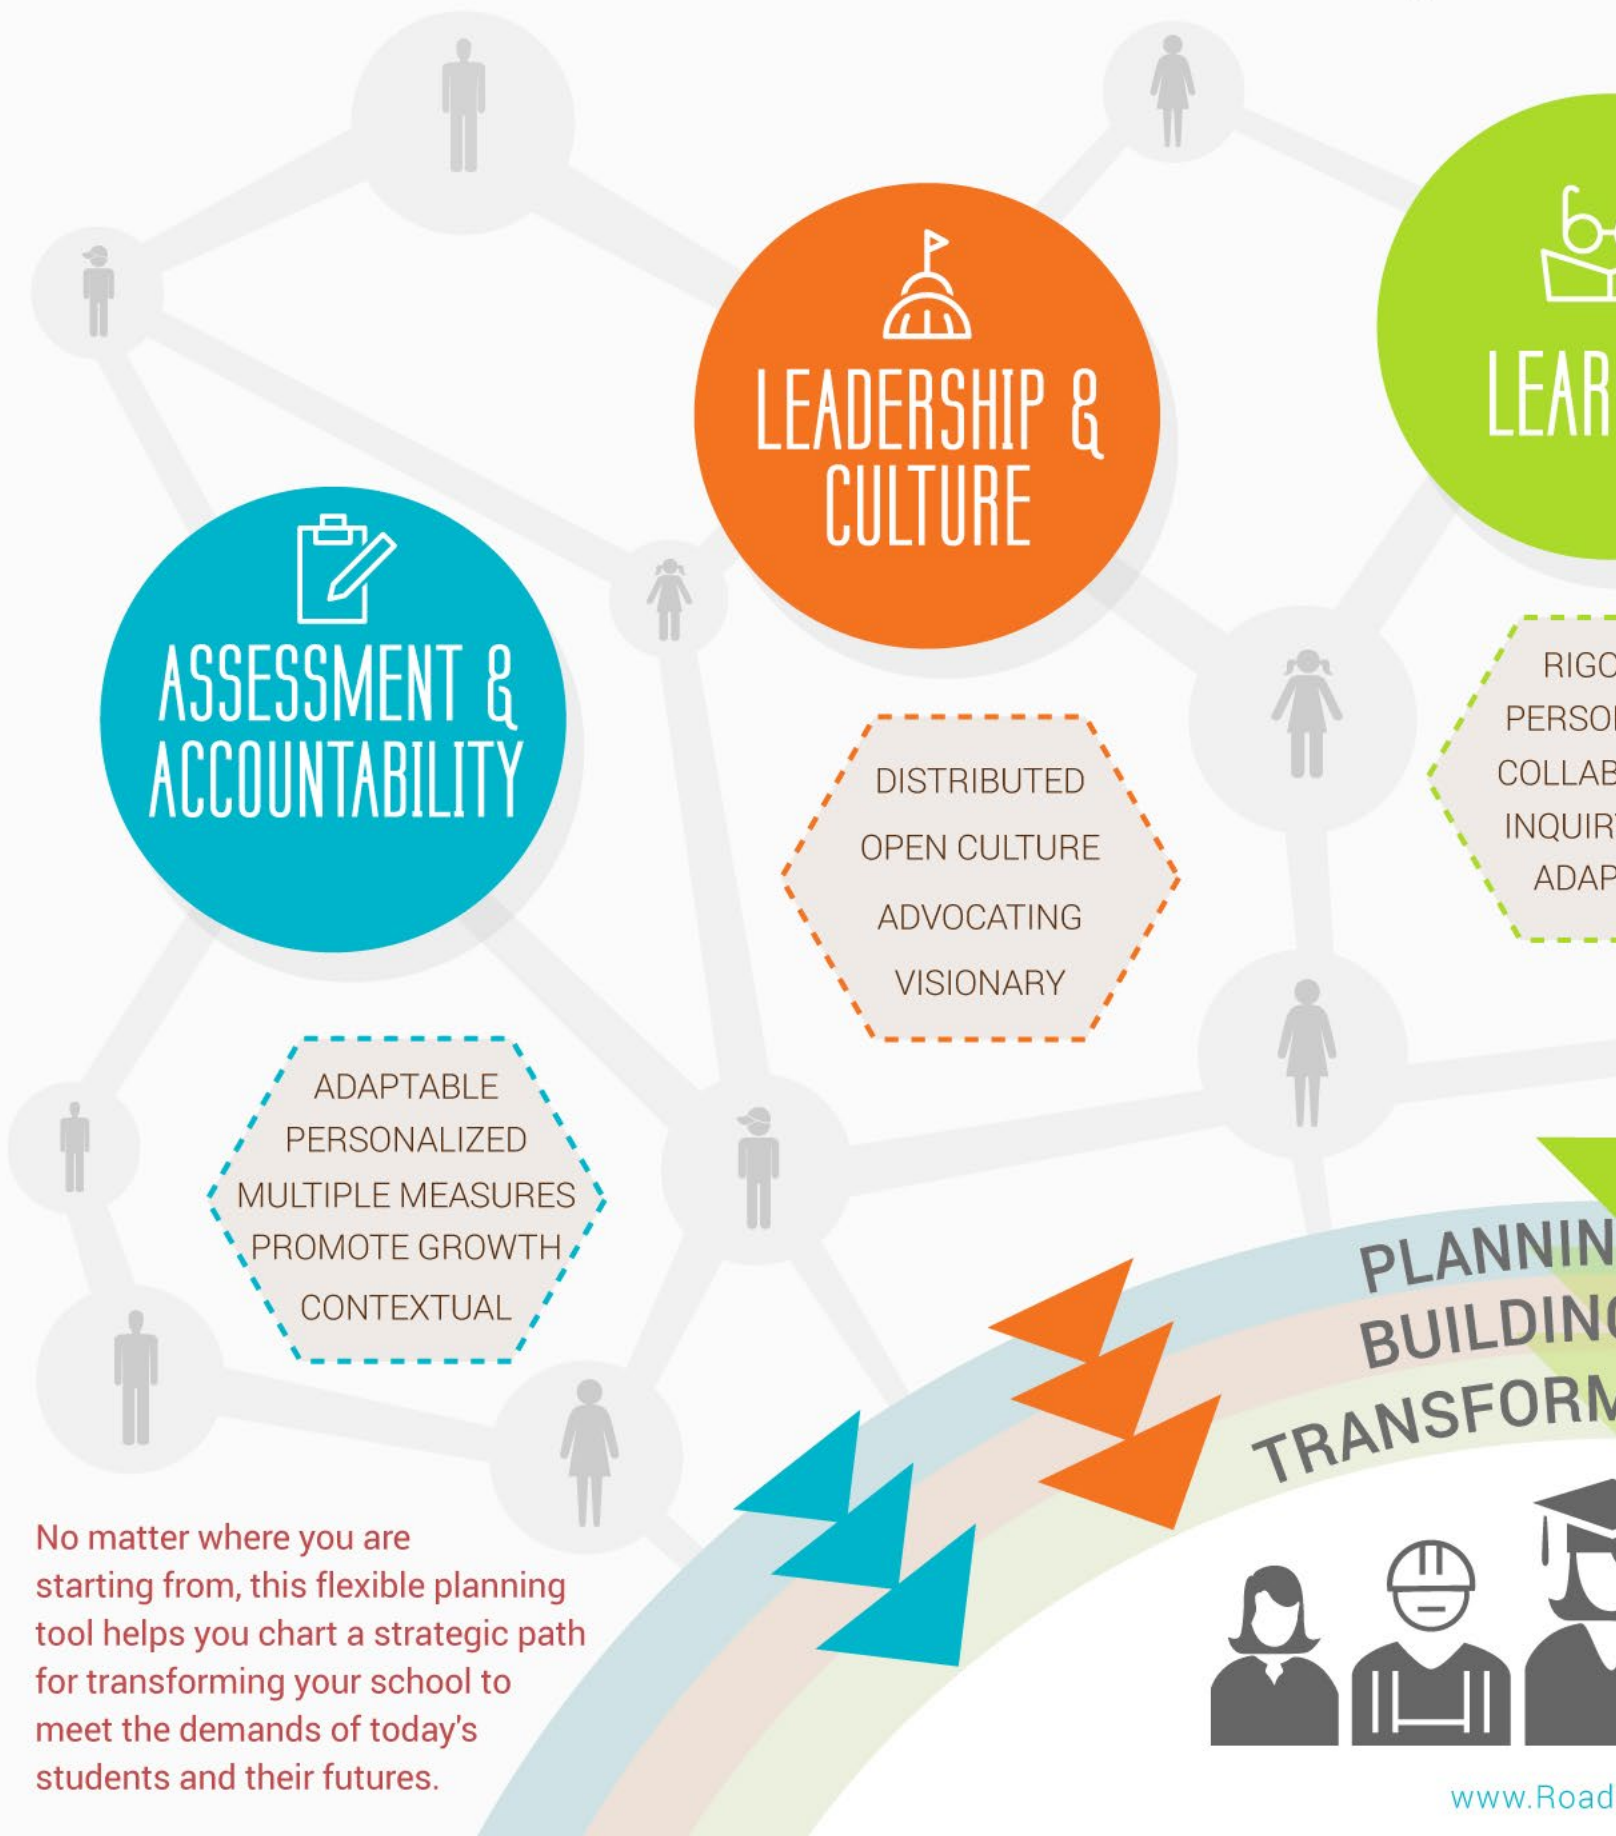 LEADERSHIP &
CULTURE
DISTRIBUTED
OPEN CULTURE
ADVOCATING
VISIONARY
ASSESSMENT &
ACCOUNTABILITY
ADAPTABLE
PERSONALIZED
MULTIPLE MEASURES
PROMOTE GROWTH
CONTEXTUAL
No matter where you are
starting from, this flexible planning
tool helps you chart a strategic path
for transforming your school to
meet the demands of today's
students and their futures.